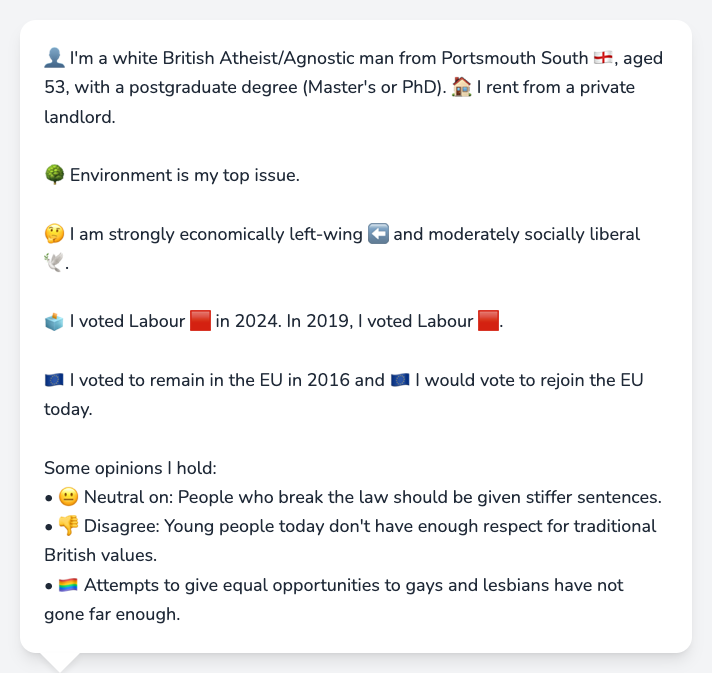 👤 I'm a white British Atheist/Agnostic man from Portsmouth South 🏴󠁧󠁢󠁥󠁮󠁧󠁿, aged
53, with a postgraduate degree (Master's or PhD). 🏠 I rent from a private
landlord.
🌳 Environment is my top issue.
🤔 I am strongly economically left-wing ⬅️ and moderately socially liberal
🕊️.
🗳️ I voted Labour 🟥 in 2024. In 2019, I voted Labour 🟥.
🇪🇺 I voted to remain in the EU in 2016 and 🇪🇺 I would vote to rejoin the EU
today.
Some opinions I hold:
• 😐 Neutral on: People who break the law should be given stiffer sentences.
• 👎 Disagree: Young people today don't have enough respect for traditional
British values.
• 🏳️‍🌈 Attempts to give equal opportunities to gays and lesbians have not
gone far enough.